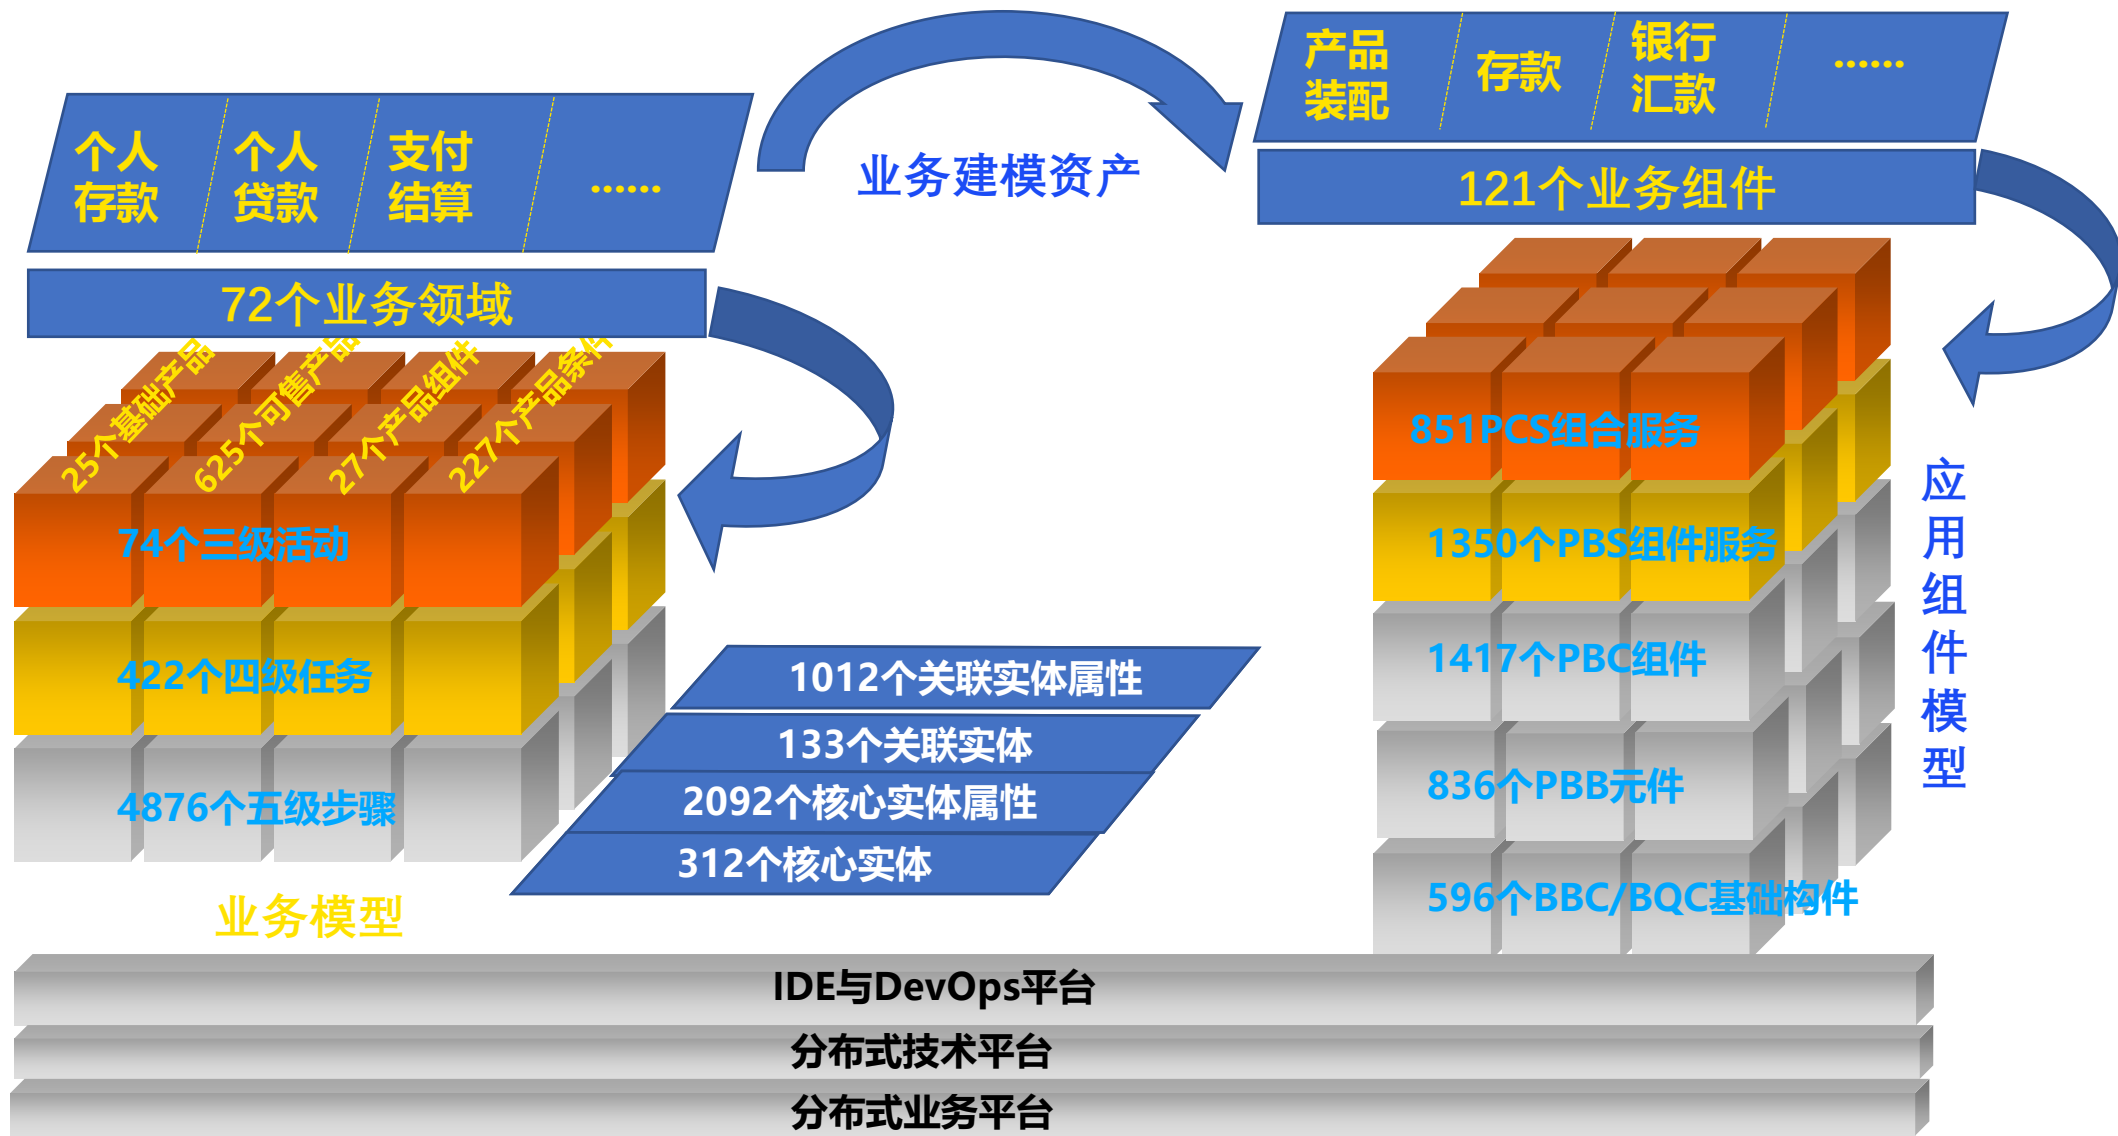 个人
存款
个人
贷款
支付
结算
......
72个业务领域
25个基础产品
625个可售产品
27个产品组件
227个产品条件
74个三级活动
422个四级任务
4876个五级步骤
业务模型
业务建模资产
1012个关联实体属性
133个关联实体
2092个核心实体属性
312个核心实体
产品
装配
存款
银行
汇款
......
121个业务组件
851PCS组合服务
1350个PBS组件服务
1417个PBC组件
836个PBB元件
596个BBC/BQC基础构件
应用组件模型
IDE与DevOps平台
分布式技术平台
分布式业务平台